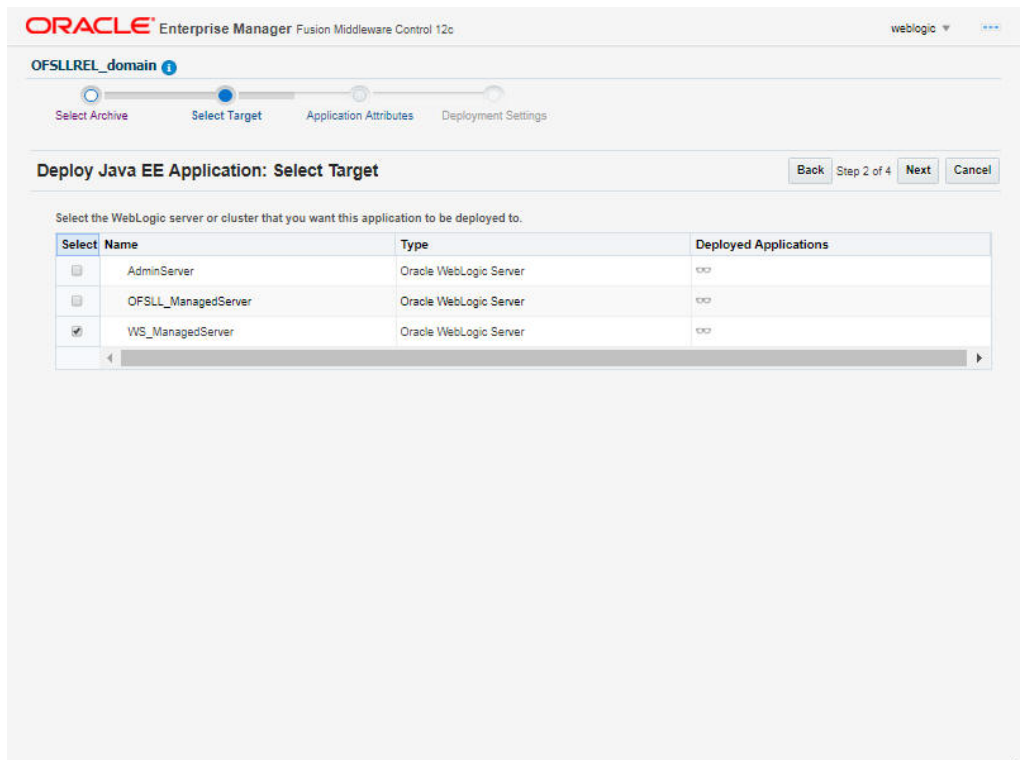 ORACLE Enterprise Manager Fusion Middleware Control 12c weblogic
OFSLLREL_domain
Select Archive Select Target Application Attributes Deployment Settings
Deploy Java EE Application: Select Target Back Step 2 of 4 Next Cancel
Select the WebLogic server or cluster that you want this application to be deployed to.
Select Name Type Deployed Applications
AdminServer Oracle WebLogic Server
OFSLL_ManagedServer Oracle WebLogic Server
WS_ManagedServer Oracle WebLogic Server